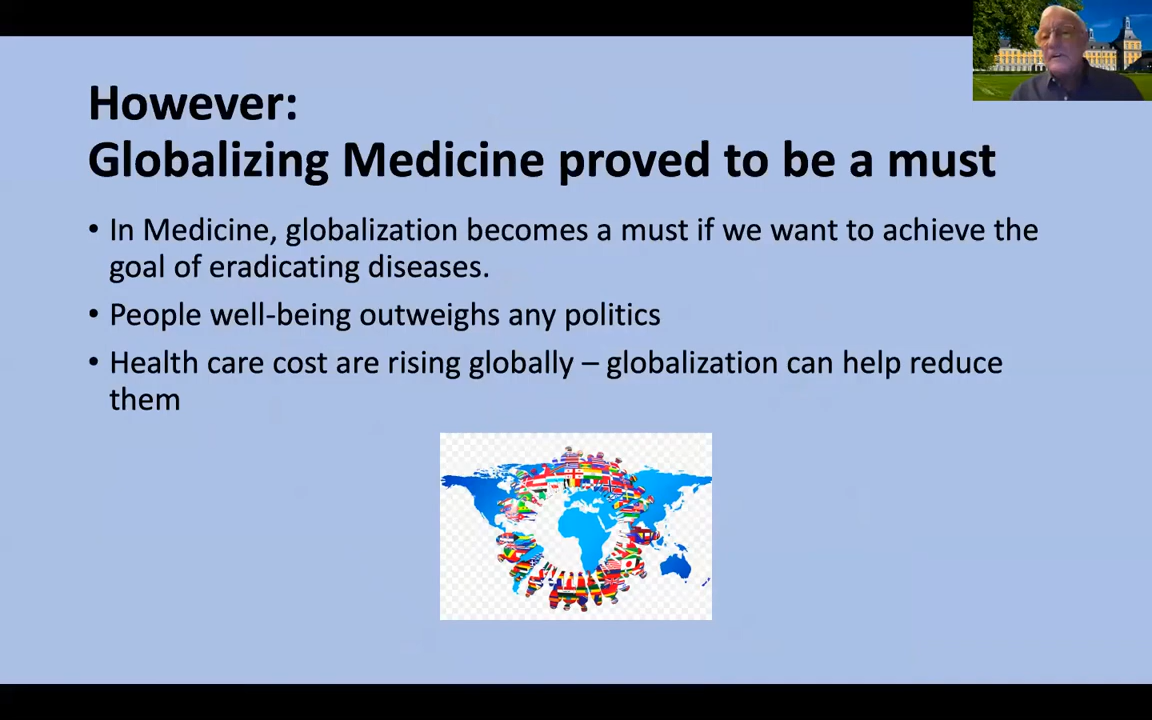 However:
Globalizing Medicine proved to be a must
• In Medicine, globalization becomes a must if we want to achieve the
goal of eradicating diseases.
• People well-being outweighs any politics
• Health care cost are rising globally – globalization can help reduce
them